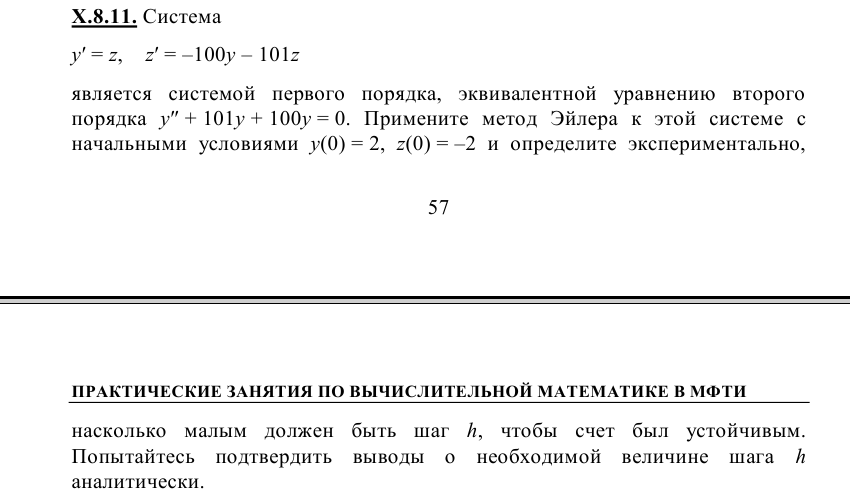 X.8.11. Система
y′ = z, z′ = –100y – 101z
является системой первого порядка, эквивалентной уравнению второго
порядка y″ + 101y + 100y = 0. Примените метод Эйлера к этой системе с
начальными условиями y(0) = 2, z(0) = –2 и определите экспериментально,
57
ПРАКТИЧЕСКИЕ ЗАНЯТИЯ ПО ВЫЧИСЛИТЕЛЬНОЙ МАТЕМАТИКЕ В МФТИ
насколько малым должен быть шаг h, чтобы счет был устойчивым.
Попытайтесь подтвердить выводы о необходимой величине шага h
аналитически.